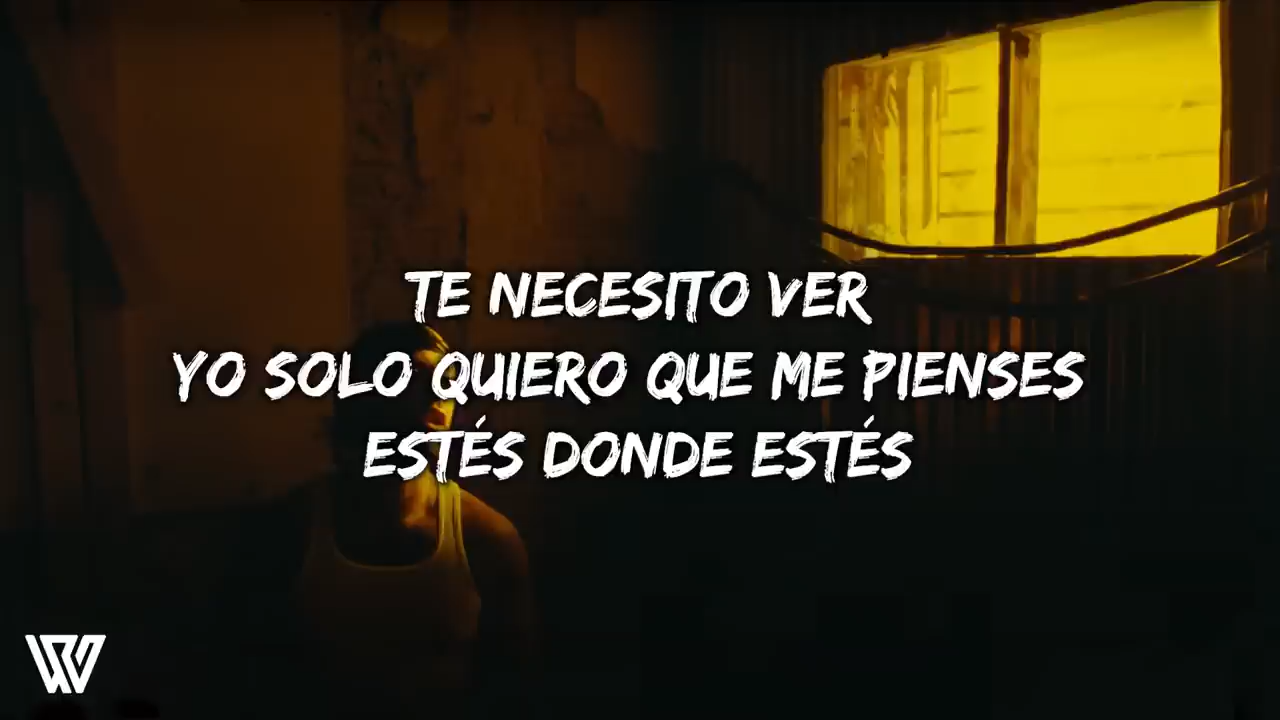 TE NECESITO VER
YO SOLO QUIERO QUE ME PIENSES
ESTÉS DONDE ESTÉS